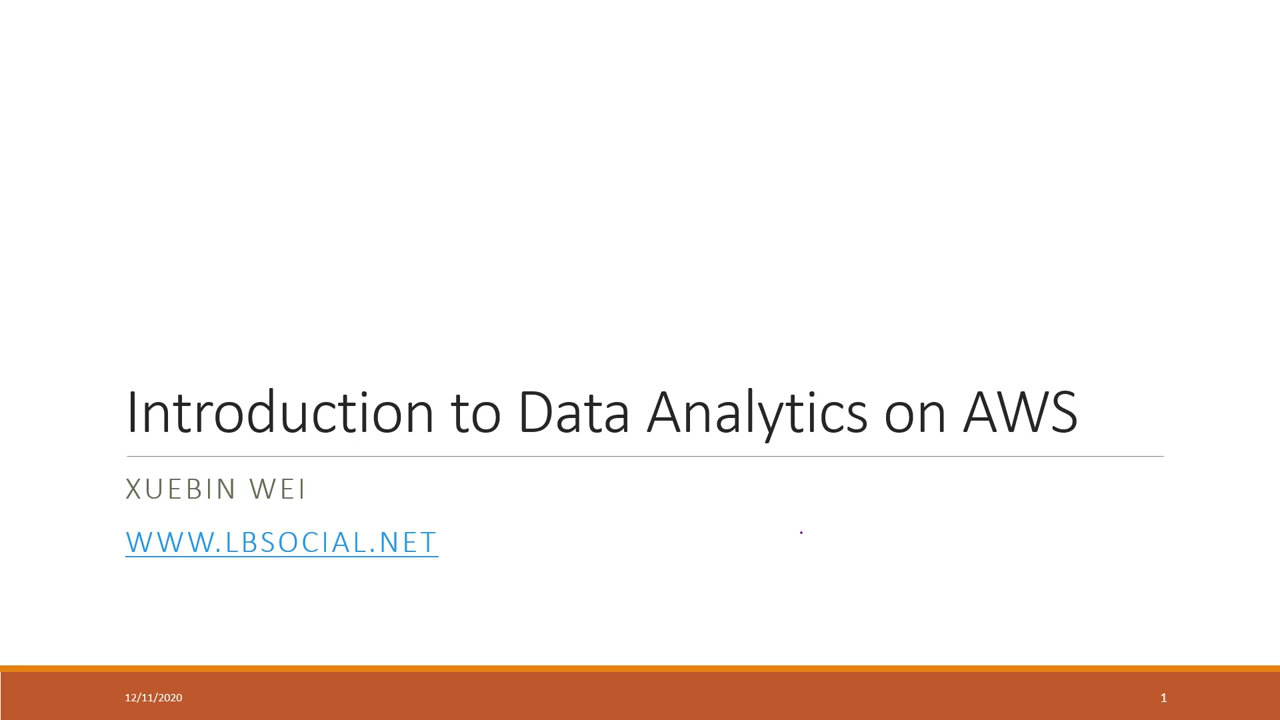 Introduction to Data Analytics on AWS
XUEBIN WEI
WWW.LBSOCIAL.NET
12/11/2020
1